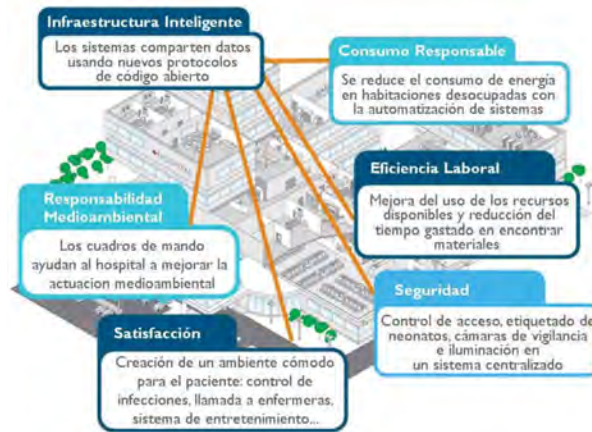 Infraestructura Inteligente
Los sistemas comparten datos
usando nuevos protocolos
de código abierto
Consumo Responsable
Se reduce el consumo de energía
en habitaciones desocupadas con
la automatización de sistemas
Eficiencia Laboral
Mejora del uso de los recursos
disponibles y reducción del
tiempo gastado en encontrar
materiales
Responsabilidad
Medioambiental
Los cuadros de mando
ayudan al hospital a mejorar la
actuacion medioambiental
Seguridad
Control de acceso, etiquetado de
neonatos, cámaras de vigilancia
e iluminación en
un sistema centralizado
Satisfacción
Creación de un ambiente cómodo
para el paciente: control de
infecciones, llamada a enfermeras,
sistema de entretenimiento...